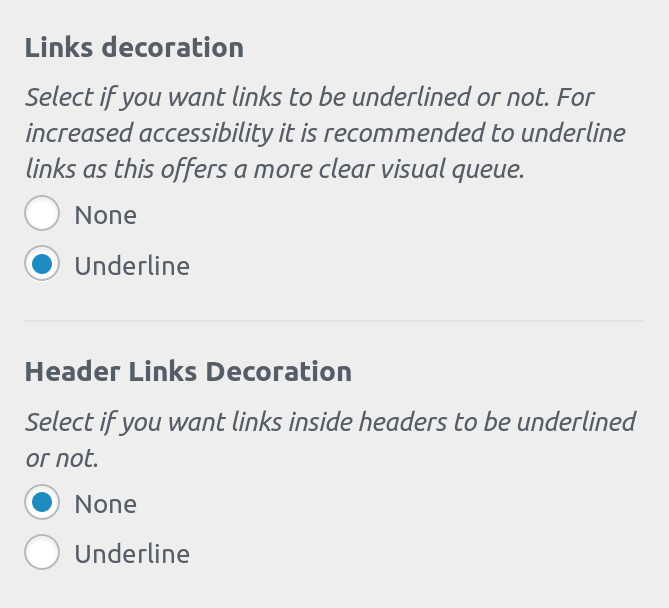 Links decoration
Select if you want links to be underlined or not. For
increased accessibility it is recommended to underline
links as this offers a more clear visual queue.
None
Underline
Header Links Decoration
Select if you want links inside headers to be underlined
or not.
None
Underline